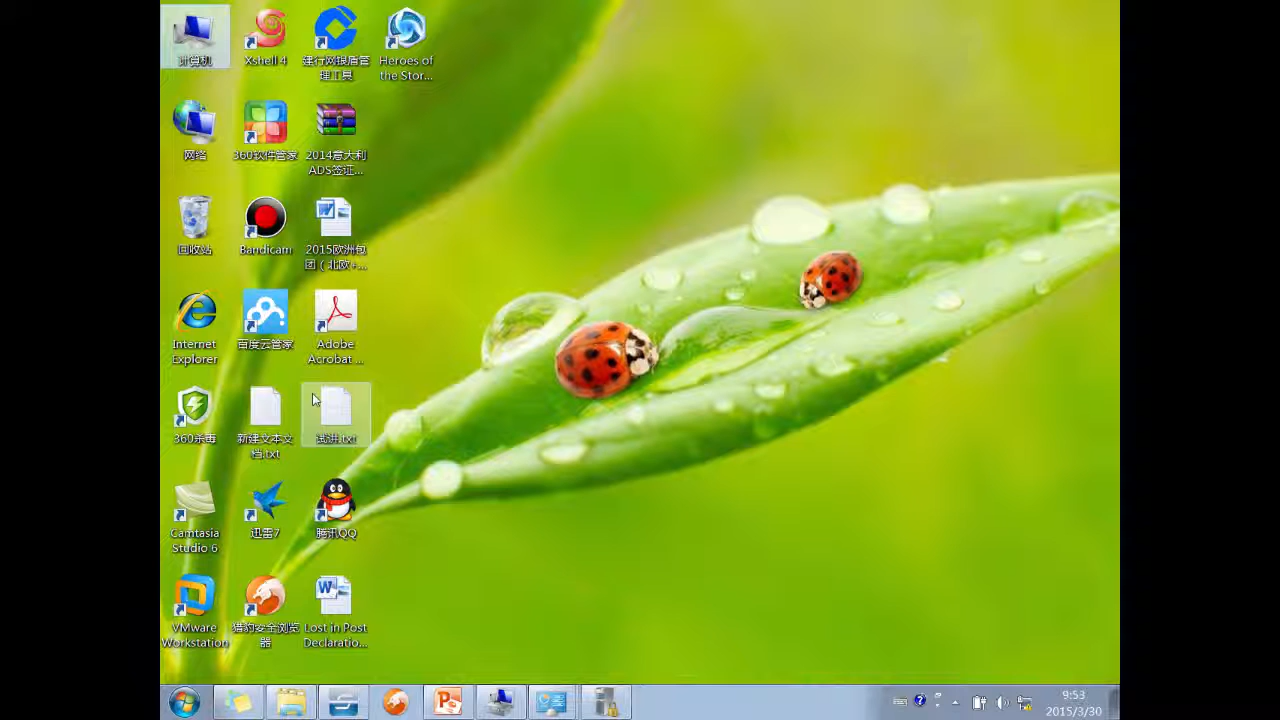 计算机
Xshell 4
建行网银盾管
理工具
Heroes of
the Stor...
网络
360软件管家
2014意大利
ADS签证...
回收站
Bandicam
2015欧洲包
团（北欧+...
Internet
Explorer
百度云管家
Adobe
Acrobat ...
360杀毒
新建文本文
档.txt
试讲.txt
Camtasia
Studio 6
迅雷7
腾讯QQ
VMware
Workstation
猎豹安全浏览
器
Lost in Post
Declaratio...
9:53
2015/3/30